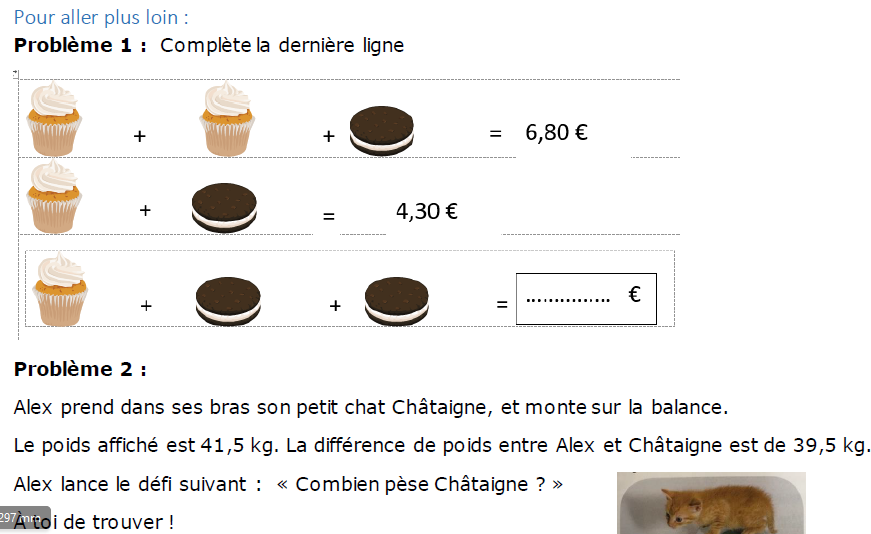 Pour aller plus loin :
Problème 1 : Complète la dernière ligne
+ + = 6,80 €
+ = 4,30 €
+ + = .............. €
Problème 2 :
Alex prend dans ses bras son petit chat Châtaigne, et monte sur la balance.
Le poids affiché est 41,5 kg. La différence de poids entre Alex et Châtaigne est de 39,5 kg.
Alex lance le défi suivant : « Combien pèse Châtaigne ? »
297 mm
À toi de trouver !